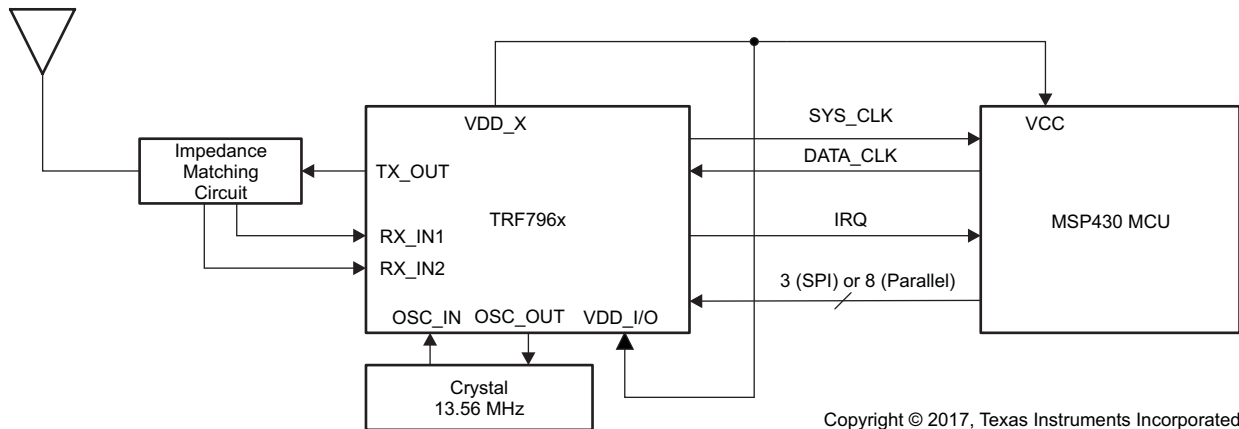 VDD_X
SYS_CLK
VCC
Impedance
Matching
Circuit
TX_OUT
DATA_CLK
TRF796x
IRQ
MSP430 MCU
RX_IN1
RX_IN2
3 (SPI) or 8 (Parallel)
OSC_IN
OSC_OUT
VDD_I/O
Crystal
13.56 MHz
Copyright © 2017, Texas Instruments Incorporated